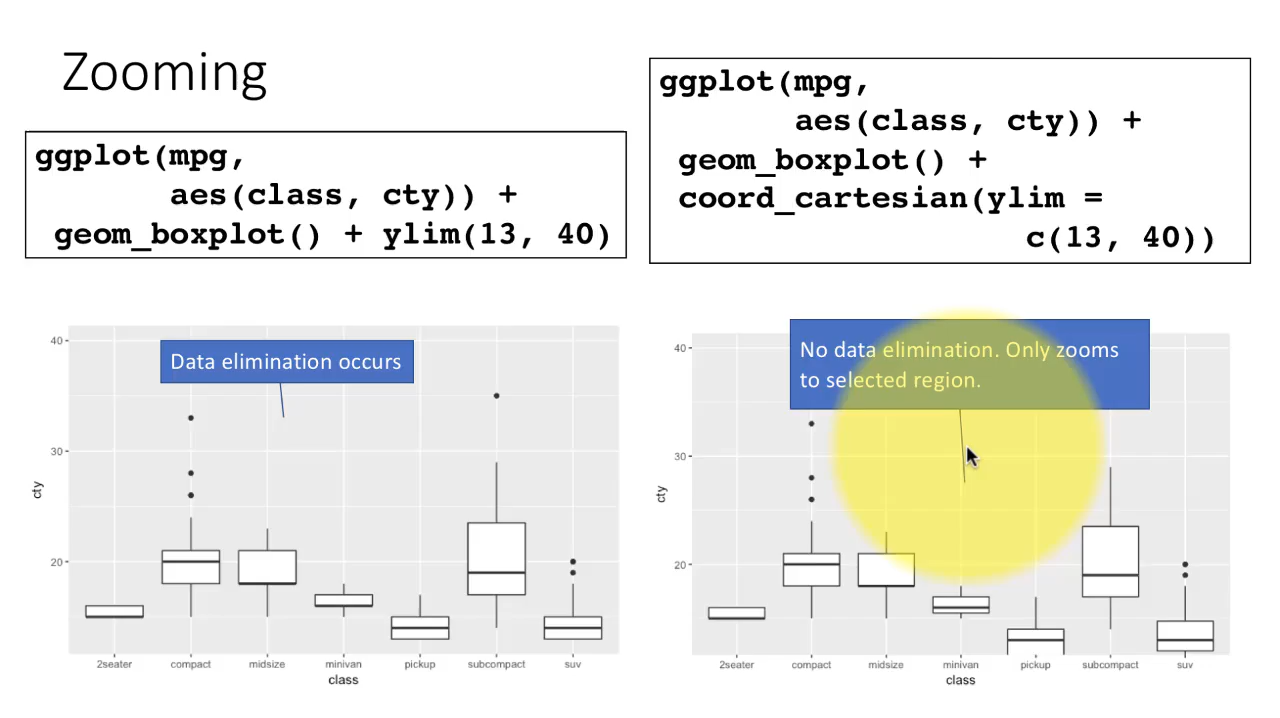 Zooming
ggplot(mpg,
aes(class, cty)) +
geom_boxplot() + ylim(13, 40)
ggplot(mpg,
aes(class, cty)) +
geom_boxplot() +
coord_cartesian(ylim =
c(13, 40))
Data elimination occurs
40
30
20
cty
2seater compact midsize minivan pickup subcompact suv
class
No data elimination. Only zooms
to selected region.
40
30
20
cty
2seater compact midsize minivan pickup subcompact suv
class